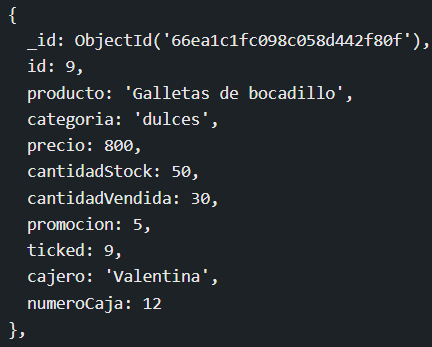 {
  _id: ObjectId('66ea1c1fc098c058d442f80f'),
  id: 9,
  producto: 'Galletas de bocadillo',
  categoria: 'dulces',
  precio: 800,
  cantidadStock: 50,
  cantidadVendida: 30,
  promocion: 5,
  ticked: 9,
  cajero: 'Valentina',
  numeroCaja: 12
},